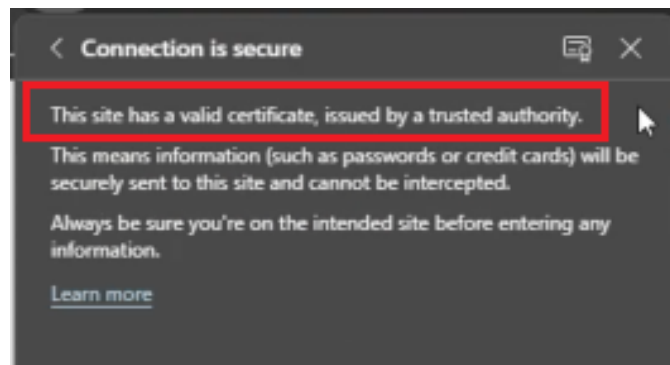 Connection is secure
This site has a valid certificate, issued by a trusted authority.
This means information (such as passwords or credit cards) will be
securely sent to this site and cannot be intercepted.
Always be sure you're on the intended site before entering any
information.
Learn more